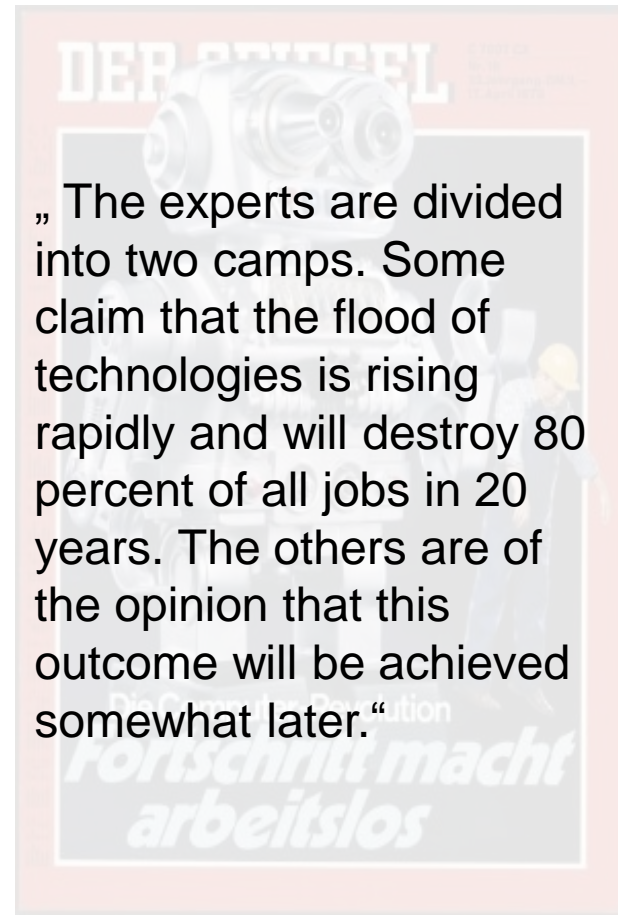 DER SPIEGEL
„ The experts are divided
into two camps. Some
claim that the flood of
technologies is rising
rapidly and will destroy 80
percent of all jobs in 20
years. The others are of
the opinion that this
outcome will be achieved
somewhat later.“
Die Computer-Revolution
Fortschritt macht
arbeitslos